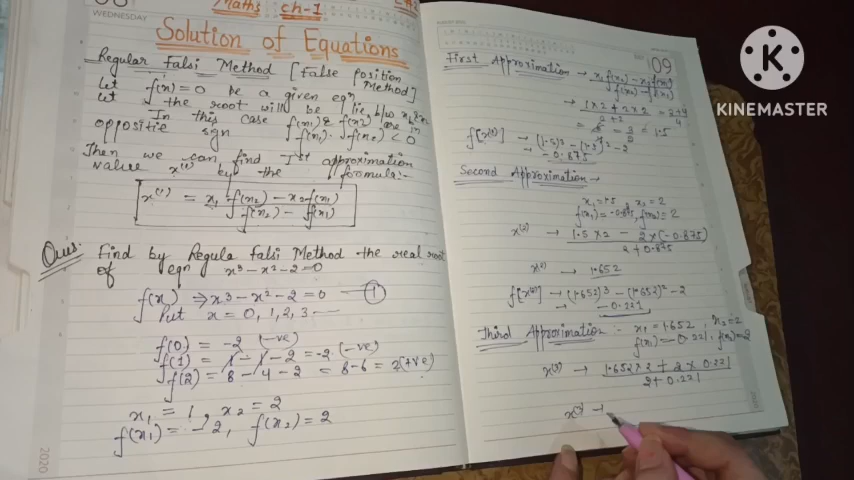 WEDNESDAY
Maths ch-1
Solution of Equations
Regular Falsi Method [False position Method]
Let f(x) = 0 be a given eqn
let the root will be lie b/w x₁ & x₂
In this case f(x₁) & f(x₂) are in
oppositie sgn f(x₁). f(x₂) < 0
Then we can find Ist approximation
value x⁽¹⁾ by the formula:-
x⁽¹⁾ = x₁ f(x₂) - x₂ f(x₁) / f(x₂) - f(x₁)
Ques. Find by Regula Falsi Method the real root
of eqn x³-x²-2=0
f(x) ⇒ x³-x²-2=0 — ①
Put x = 0, 1, 2, 3 ---
f(0) = -2 (-ve)
f(1) = 1-1-2 = -2 (-ve)
f(2) = 8-4-2 = 8-6 = 2 (+ve)
x₁ = 1, x₂ = 2
f(x₁) = -2, f(x₂) = 2
2020
09
First Approximation → x₁f(x₂) - x₂f(x₁) / f(x₂) - f(x₁)
→ 1×2 + 2×2 / 2+2 = 2+4 / 4
= 3/2 = 1.5
f[x⁽¹⁾] → (1.5)³ - (1.5)² - 2
→ -0.875
Second Approximation →
x₁ = 1.5 x₂ = 2
f(x₁) = -0.875, f(x₂) = 2
x⁽²⁾ → 1.5×2 - 2×(-0.875) / 2 + 0.875
x⁽²⁾ → 1.652
f[x⁽²⁾] → (1.652)³ - (1.652)² - 2
→ -0.221
Third Approximation :- x₁ = 1.652, x₂ = 2
f(x₁) = 0.221, f(x₂) = 2
x⁽³⁾ → 1.652×2 + 2×0.221 / 2 + 0.221
x⁽³⁾ → 1
2020
K
KINEMASTER